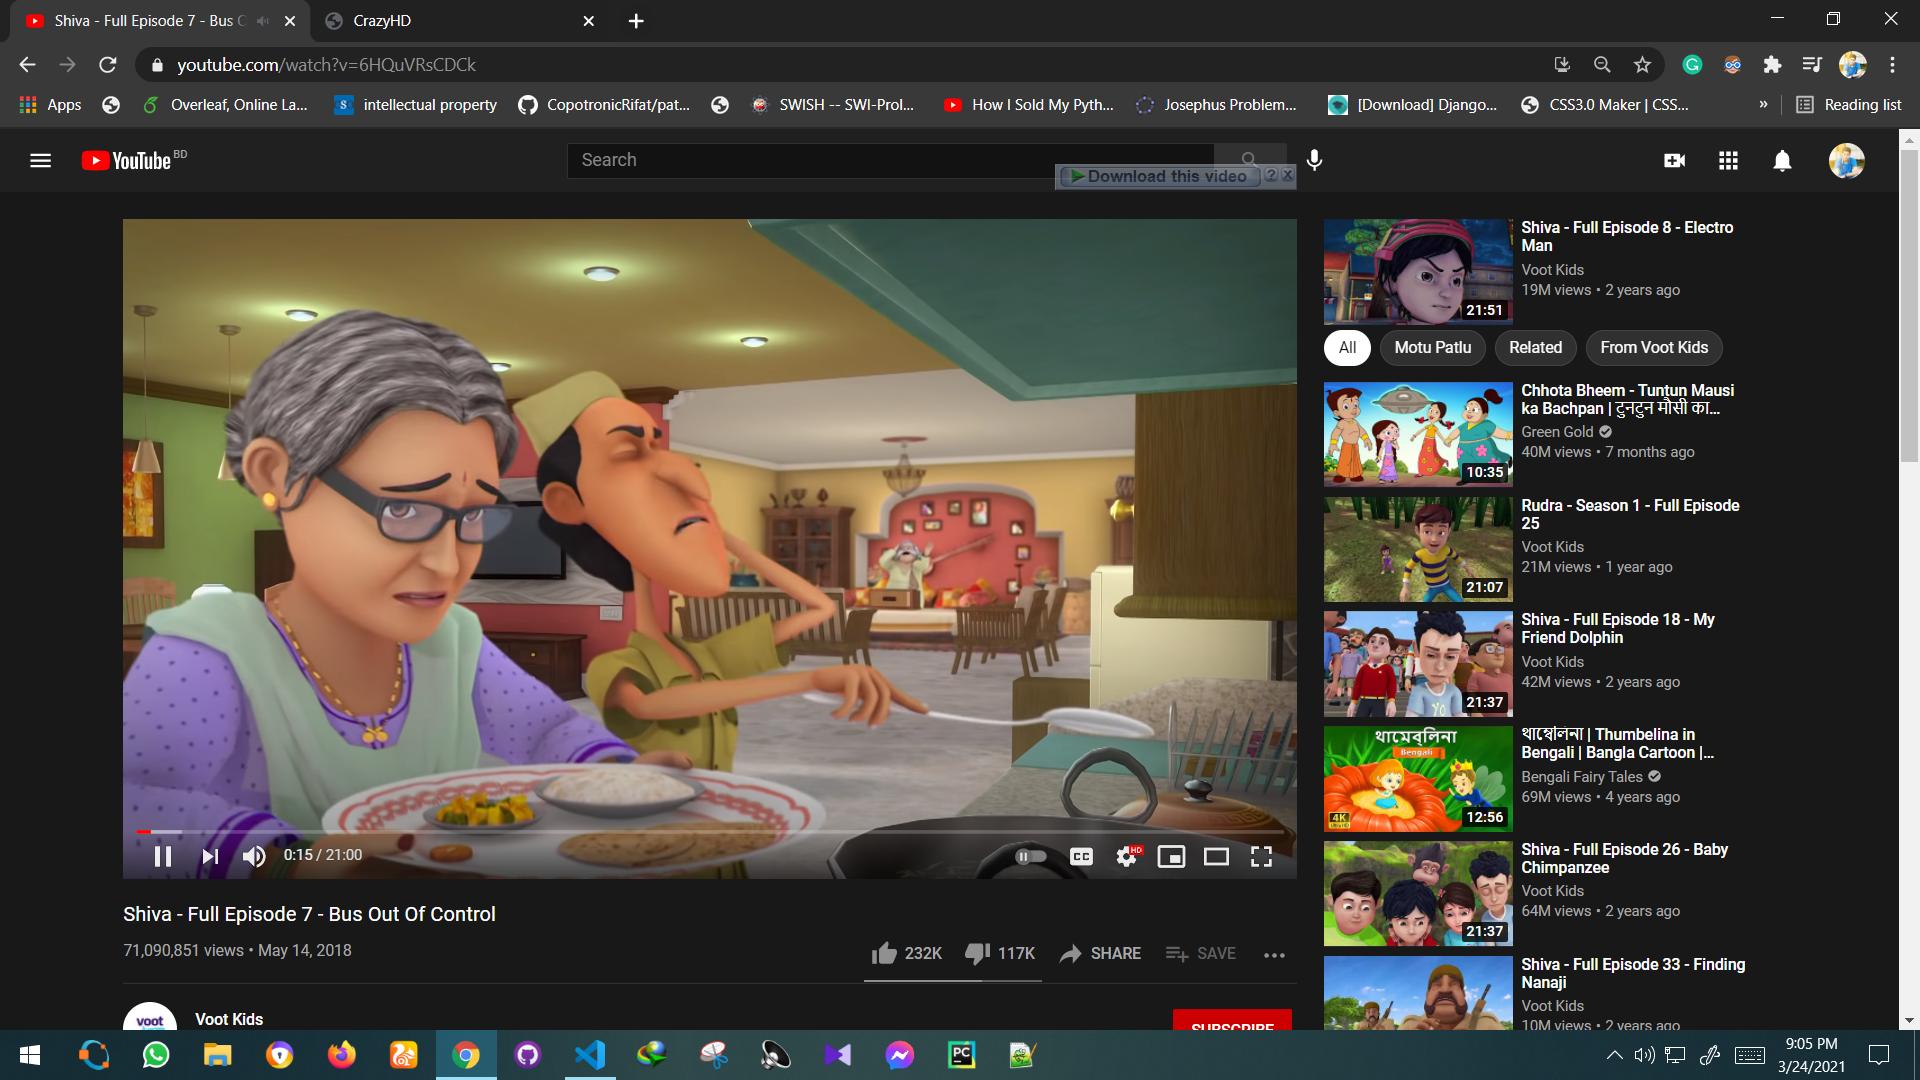 Shiva - Full Episode 7 - Bus C
CrazyHD
youtube.com/watch?v=6HQuVRsCDCk
Apps
Overleaf, Online La...
intellectual property
CopotronicRifat/pat...
SWISH -- SWI-Prol...
How I Sold My Pyth...
Josephus Problem...
[Download] Django...
CSS3.0 Maker | CSS...
»
Reading list
YouTube BD
Search
Download this video
Shiva - Full Episode 8 - Electro
Man
Voot Kids
19M views • 2 years ago
21:51
All
Motu Patlu
Related
From Voot Kids
Chhota Bheem - Tuntun Mausi
ka Bachpan | टुनटुन मौसी का...
Green Gold
40M views • 7 months ago
10:35
Rudra - Season 1 - Full Episode
25
Voot Kids
21M views • 1 year ago
21:07
Shiva - Full Episode 18 - My
Friend Dolphin
Voot Kids
42M views • 2 years ago
YO
21:37
থাম্বেলিনা | Thumbelina in
Bengali | Bangla Cartoon |...
Bengali Fairy Tales
69M views • 4 years ago
থামেবলিনা
Bengali
4K
12:56
Shiva - Full Episode 26 - Baby
Chimpanzee
Voot Kids
64M views • 2 years ago
21:37
Shiva - Full Episode 33 - Finding
Nanaji
Voot Kids
10M views • 2 years ago
0:15 / 21:00
CC
HD
Shiva - Full Episode 7 - Bus Out Of Control
71,090,851 views • May 14, 2018
232K
117K
SHARE
SAVE
voot
Voot Kids
SUBSCRIBE
PC
9:05 PM
3/24/2021